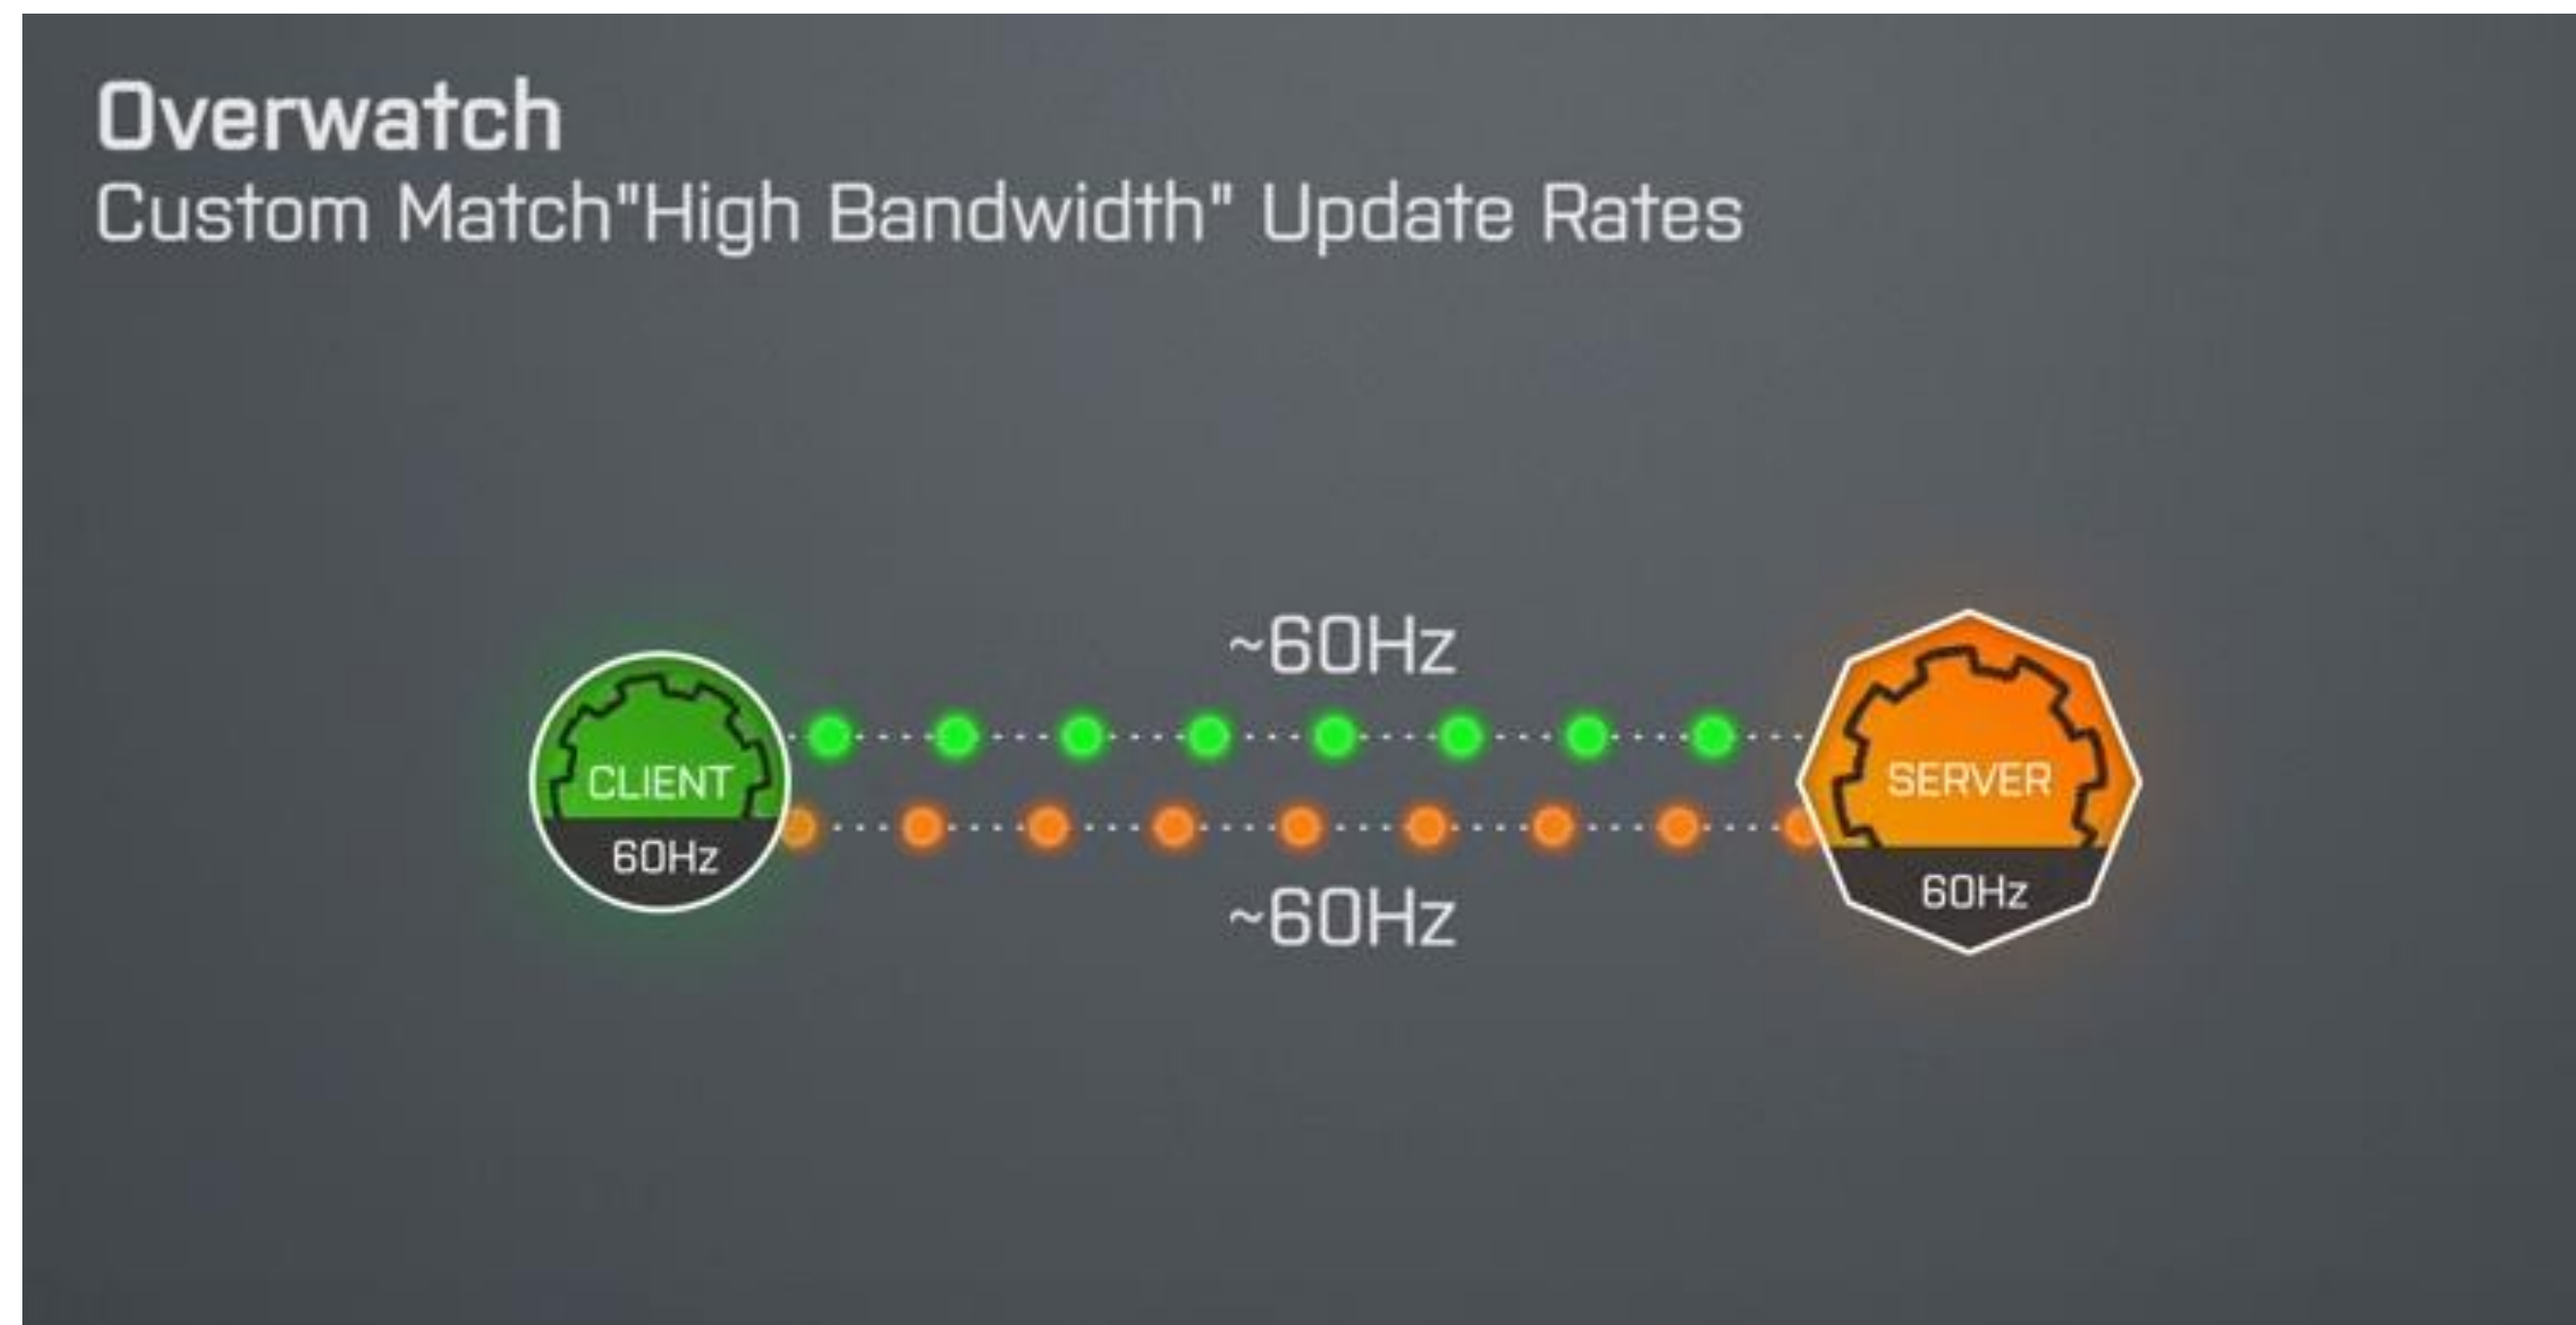 Overwatch
Custom Match"High Bandwidth" Update Rates
~60Hz
CLIENT
60Hz
SERVER
60Hz
~60Hz